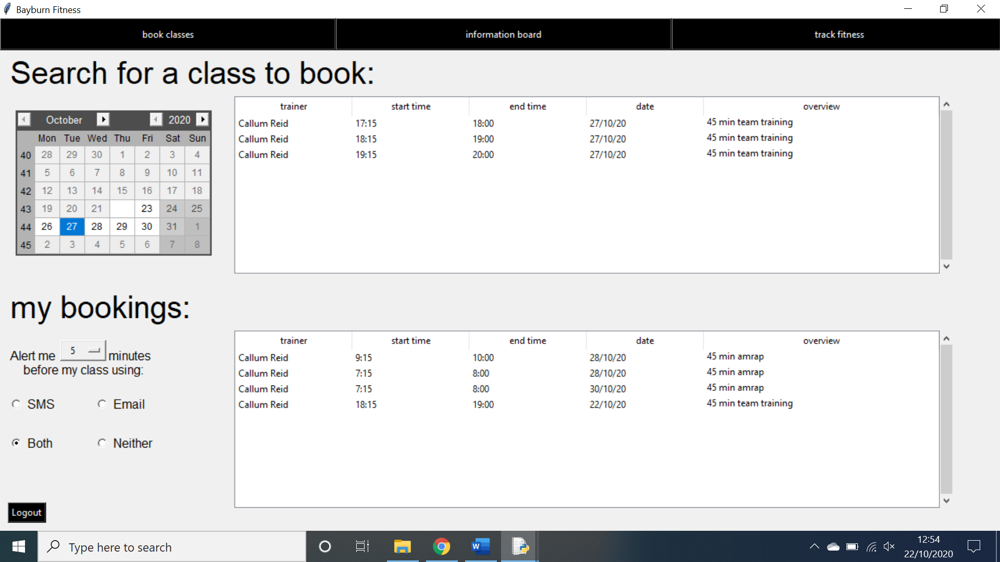 Bayburn Fitness
book classes information board track fitness
Search for a class to book:
October 2020
Mon Tue Wed Thu Fri Sat Sun
40 28 29 30 1 2 3 4
41 5 6 7 8 9 10 11
42 12 13 14 15 16 17 18
43 19 20 21 23 24 25
44 26 27 28 29 30 31 1
45 2 3 4 5 6 7 8
trainer start time end time date overview
Callum Reid 17:15 18:00 27/10/20 45 min team training
Callum Reid 18:15 19:00 27/10/20 45 min team training
Callum Reid 19:15 20:00 27/10/20 45 min team training
my bookings:
Alert me 5 minutes
before my class using:
SMS Email
Both Neither
trainer start time end time date overview
Callum Reid 9:15 10:00 28/10/20 45 min amrap
Callum Reid 7:15 8:00 28/10/20 45 min amrap
Callum Reid 7:15 8:00 30/10/20 45 min amrap
Callum Reid 18:15 19:00 22/10/20 45 min team training
Logout
Type here to search
W
12:54
22/10/2020